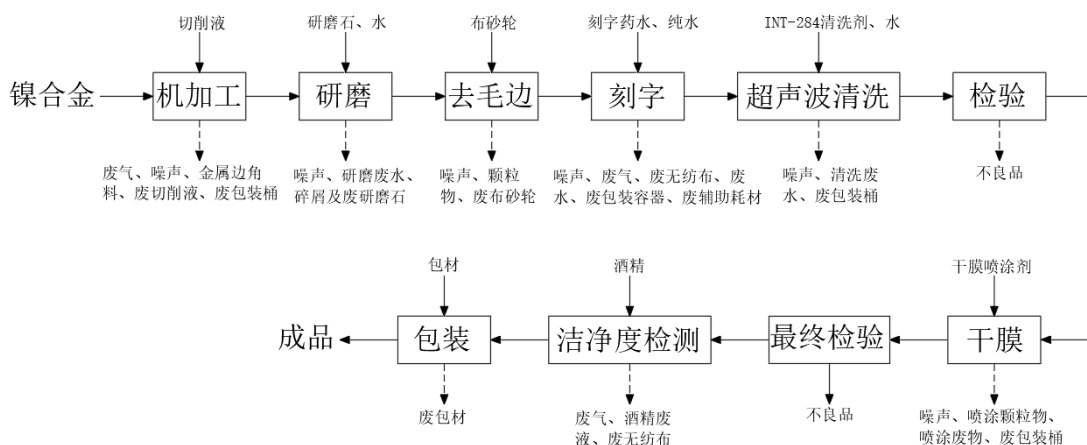 切削液
研磨石、水
布砂轮
刻字药水、纯水
INT-284清洗剂、水
镍合金
机加工
研磨
去毛边
刻字
超声波清洗
检验
废气、噪声、金属边角
料、废切削液、废包装桶
噪声、研磨废水、
碎屑及废研磨石
噪声、颗粒
物、废布砂轮
噪声、废气、废无纺布、废
水、废包装容器、废辅助耗材
噪声、清洗废
水、废包装桶
不良品
包材
酒精
干膜喷涂剂
成品
包装
洁净度检测
最终检验
干膜
废包材
废气、酒精废
液、废无纺布
不良品
噪声、喷涂颗粒物、
喷涂废物、废包装桶